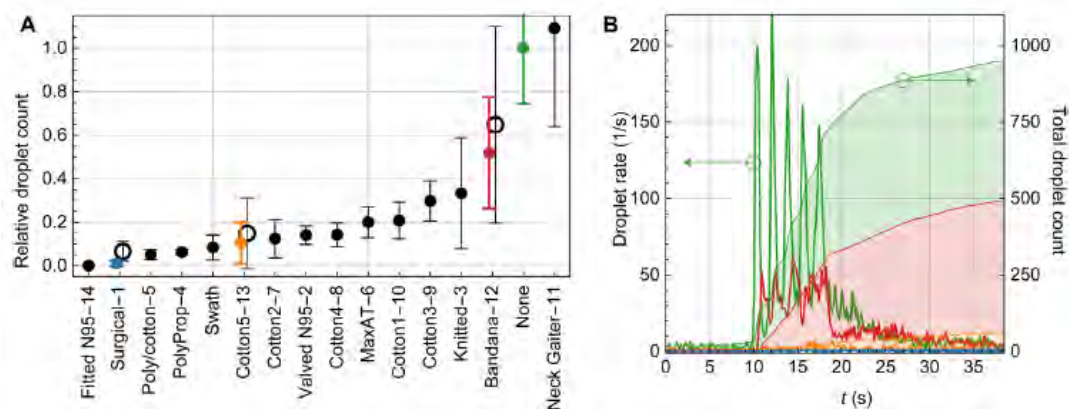 A
Relative droplet count
1.0
0.8
0.6
0.4
0.2
0.0
Fitted N95-14
Surgical-1
Poly/cotton-5
PolyProp-4
Swath
Cotton5-13
Cotton2-7
Valved N95-2
Cotton4-8
MaxAT-6
Cotton1-10
Cotton3-9
Knitted-3
Bandana-12
None
Neck Gaiter-11
B
Droplet rate (1/s)
200
150
100
50
0
0
5
10
15
20
25
30
35
t (s)
1000
750
500
250
0
Total droplet count